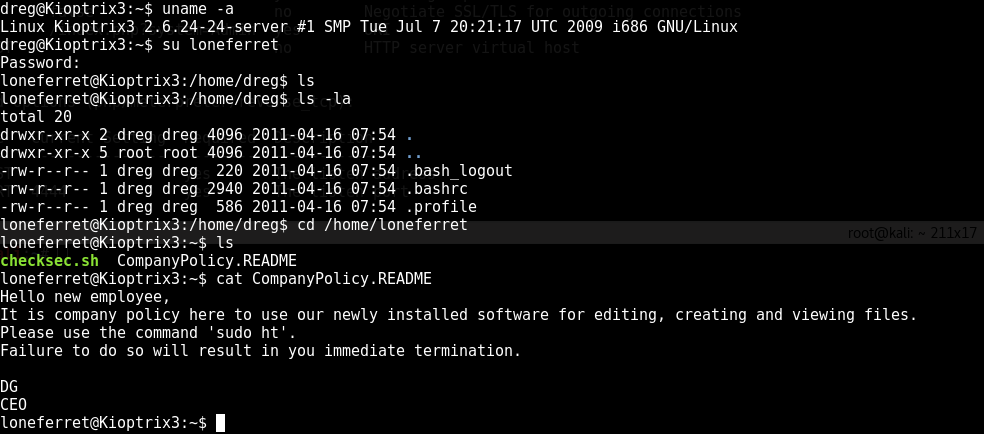 dreg@Kioptrix3:~$ uname -a
no Negotiate SSL/TLS for outgoing connections
Linux Kioptrix3 2.6.24-24-server #1 SMP Tue Jul 7 20:21:17 UTC 2009 i686 GNU/Linux
dreg@Kioptrix3:~$ su loneferret
no HTTP server virtual host
Password:
loneferret@Kioptrix3:/home/dreg$ ls
loneferret@Kioptrix3:/home/dreg$ ls -la
total 20
drwxr-xr-x 2 dreg dreg 4096 2011-04-16 07:54 .
drwxr-xr-x 5 root root 4096 2011-04-16 07:54 ..
-rw-r--r-- 1 dreg dreg  220 2011-04-16 07:54 .bash_logout
-rw-r--r-- 1 dreg dreg 2940 2011-04-16 07:54 .bashrc
-rw-r--r-- 1 dreg dreg  586 2011-04-16 07:54 .profile
loneferret@Kioptrix3:/home/dreg$ cd /home/loneferret
root@kali: ~ 211x17
loneferret@Kioptrix3:~$ ls
checksec.sh  CompanyPolicy.README
loneferret@Kioptrix3:~$ cat CompanyPolicy.README
Hello new employee,
It is company policy here to use our newly installed software for editing, creating and viewing files.
Please use the command 'sudo ht'.
Failure to do so will result in you immediate termination.
DG
CEO
loneferret@Kioptrix3:~$